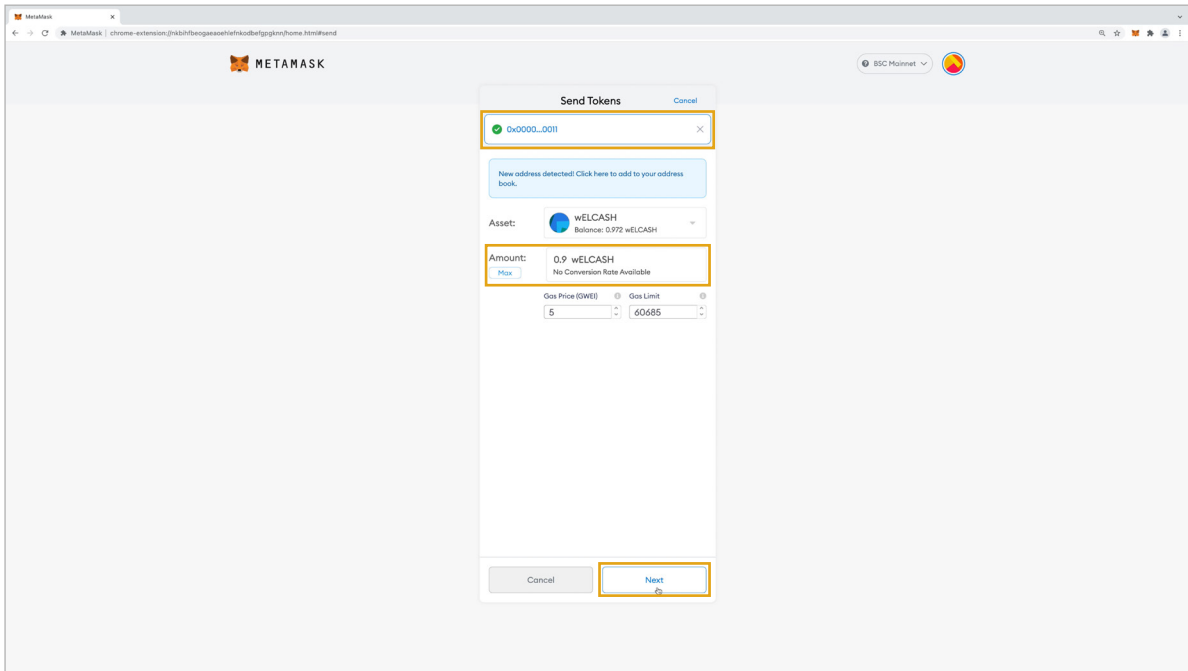 MetaMask
MetaMask | chrome-extension://nkbihfbeogaeaoehlefnkodbefgpgknn/home.html#send
METAMASK
BSC Mainnet
Send Tokens
Cancel
0x0000...0011
New address detected! Click here to add to your address
book.
Asset:
wELCASH
Balance: 0.972 wELCASH
Amount:
Max
0.9 wELCASH
No Conversion Rate Available
Gas Price (GWEI)
Gas Limit
5
60685
Cancel
Next